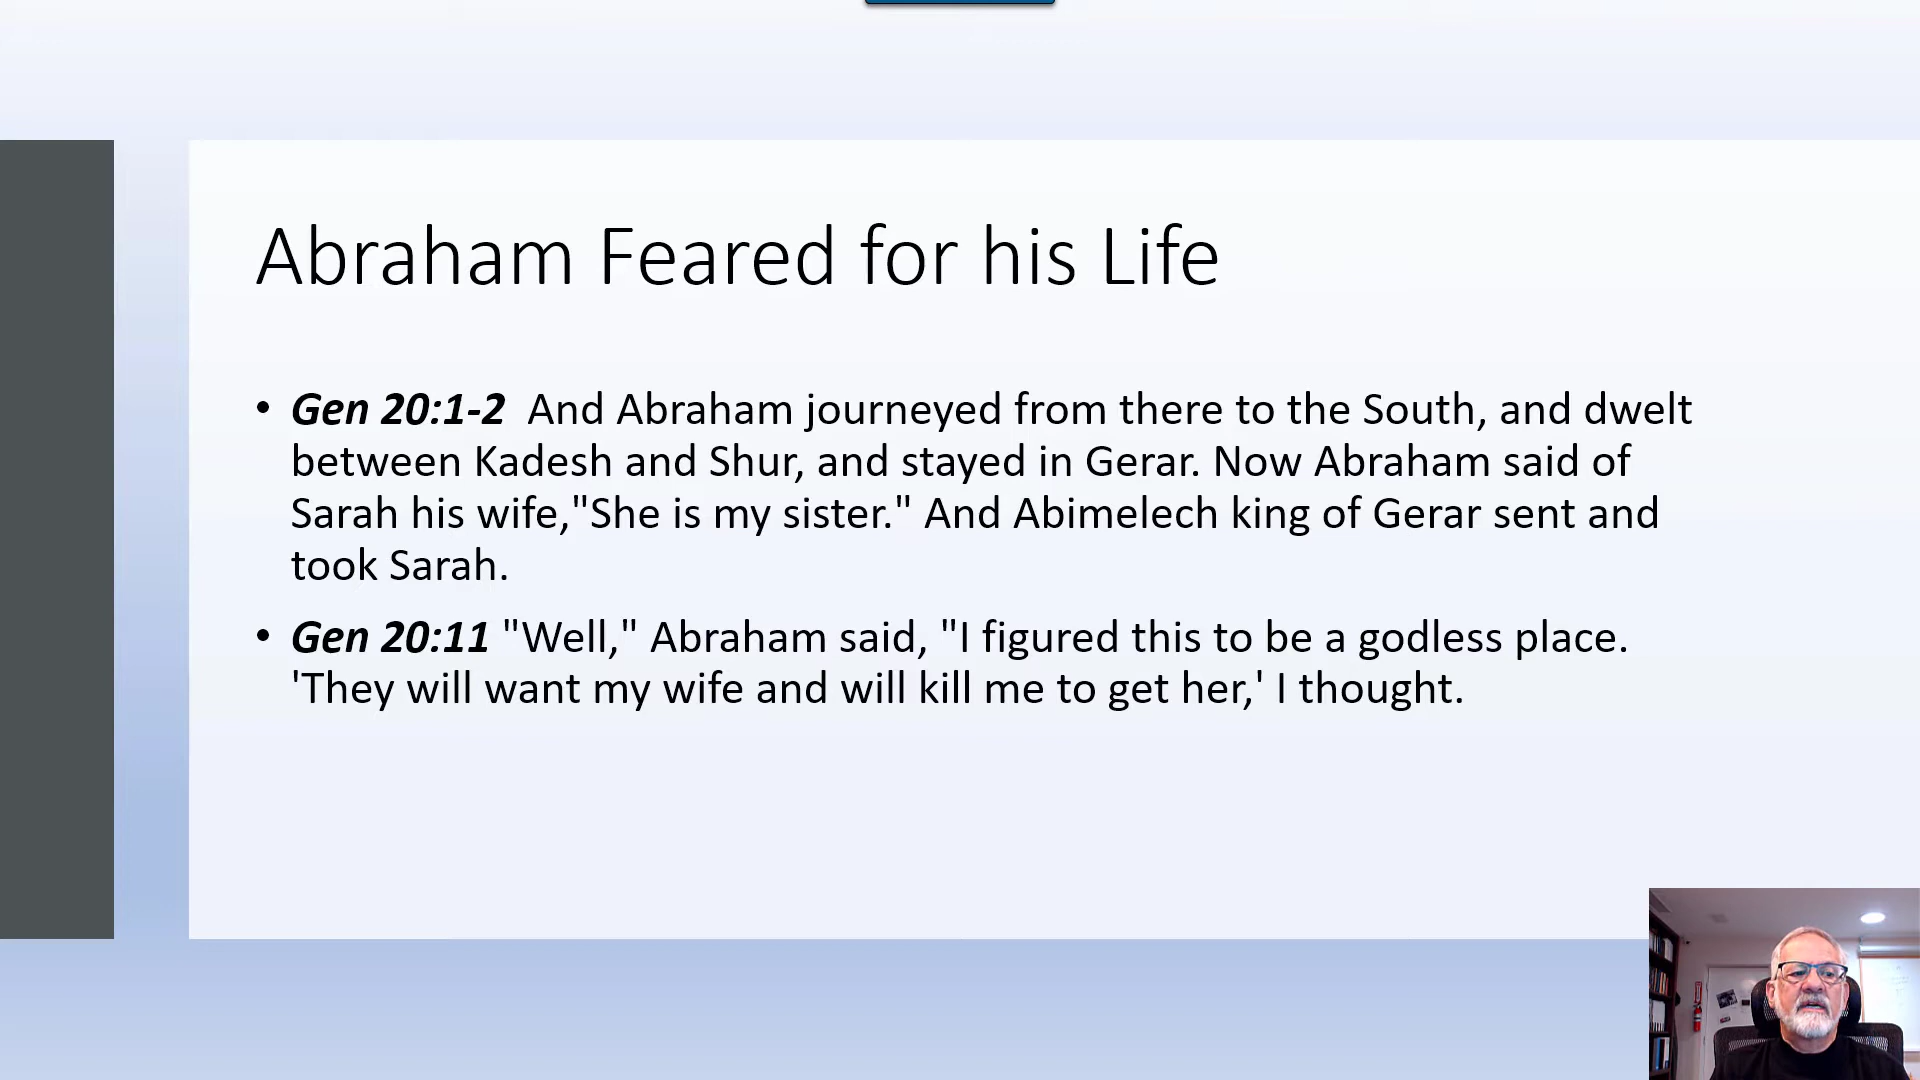 Abraham Feared for his Life
• Gen 20:1-2  And Abraham journeyed from there to the South, and dwelt
between Kadesh and Shur, and stayed in Gerar. Now Abraham said of
Sarah his wife,"She is my sister." And Abimelech king of Gerar sent and
took Sarah.
• Gen 20:11 "Well," Abraham said, "I figured this to be a godless place.
'They will want my wife and will kill me to get her,' I thought.